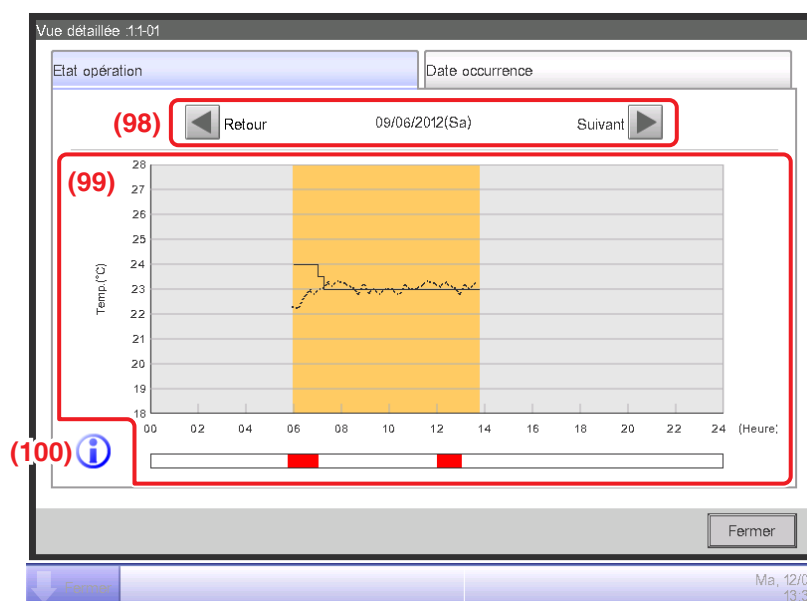 Vue détaillée :1:1-01
Etat opération
Date occurrence
(98)
Retour
09/06/2012(Sa)
Suivant
(99)
28
27
26
25
24
23
22
21
20
19
18
Temp.(°C)
00 02 04 06 08 10 12 14 16 18 20 22 24 (Heure)
(100)
Fermer
Ma, 12/0
13:3